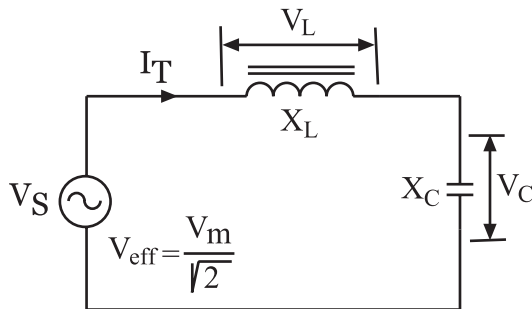 V_L
I_T
X_L
V_S
X_C
V_C
V_eff = V_m / √2